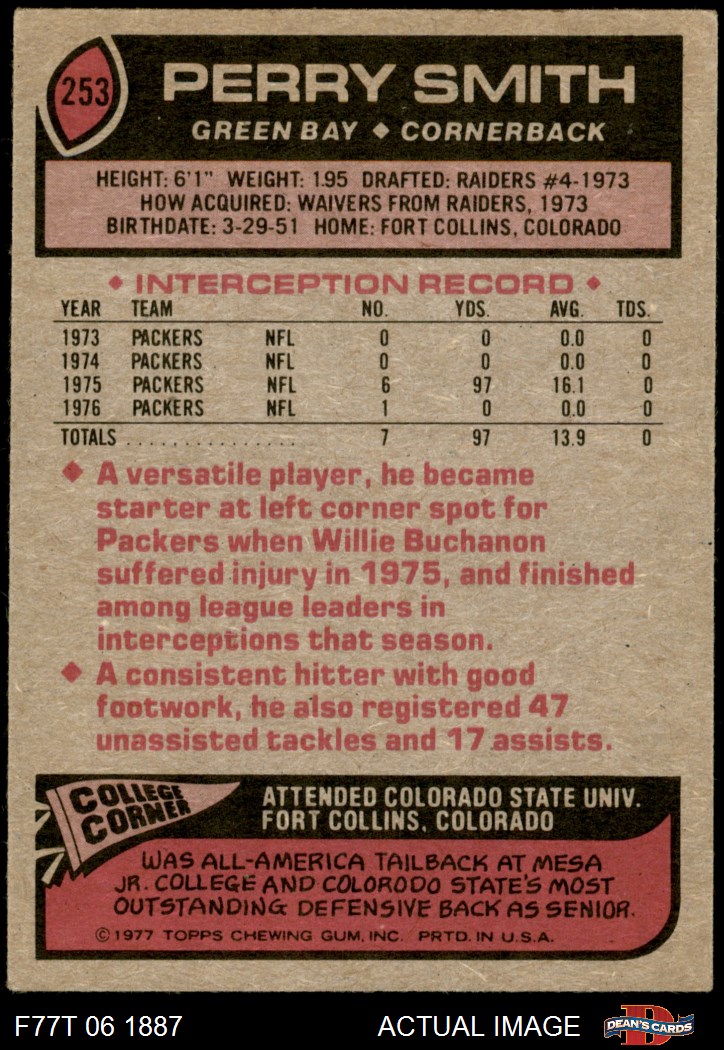 253
PERRY SMITH
GREEN BAY ◆ CORNERBACK
HEIGHT: 6'1" WEIGHT: 1.95 DRAFTED: RAIDERS #4-1973
HOW ACQUIRED: WAIVERS FROM RAIDERS, 1973
BIRTHDATE: 3-29-51 HOME: FORT COLLINS, COLORADO
◆ INTERCEPTION RECORD ◆
YEAR TEAM NO. YDS. AVG. TDS.
1973 PACKERS NFL 0 0 0.0 0
1974 PACKERS NFL 0 0 0.0 0
1975 PACKERS NFL 6 97 16.1 0
1976 PACKERS NFL 1 0 0.0 0
TOTALS . . . . . . . . . . . . . . . . 7 97 13.9 0
◆ A versatile player, he became
starter at left corner spot for
Packers when Willie Buchanon
suffered injury in 1975, and finished
among league leaders in
interceptions that season.
◆ A consistent hitter with good
footwork, he also registered 47
unassisted tackles and 17 assists.
COLLEGE
CORNER
ATTENDED COLORADO STATE UNIV.
FORT COLLINS, COLORADO
WAS ALL-AMERICA TAILBACK AT MESA
JR. COLLEGE AND COLORODO STATE'S MOST
OUTSTANDING DEFENSIVE BACK AS SENIOR.
© 1977 TOPPS CHEWING GUM, INC. PRTD. IN U.S.A.
F77T 06 1887 ACTUAL IMAGE
D
DEAN'S CARDS